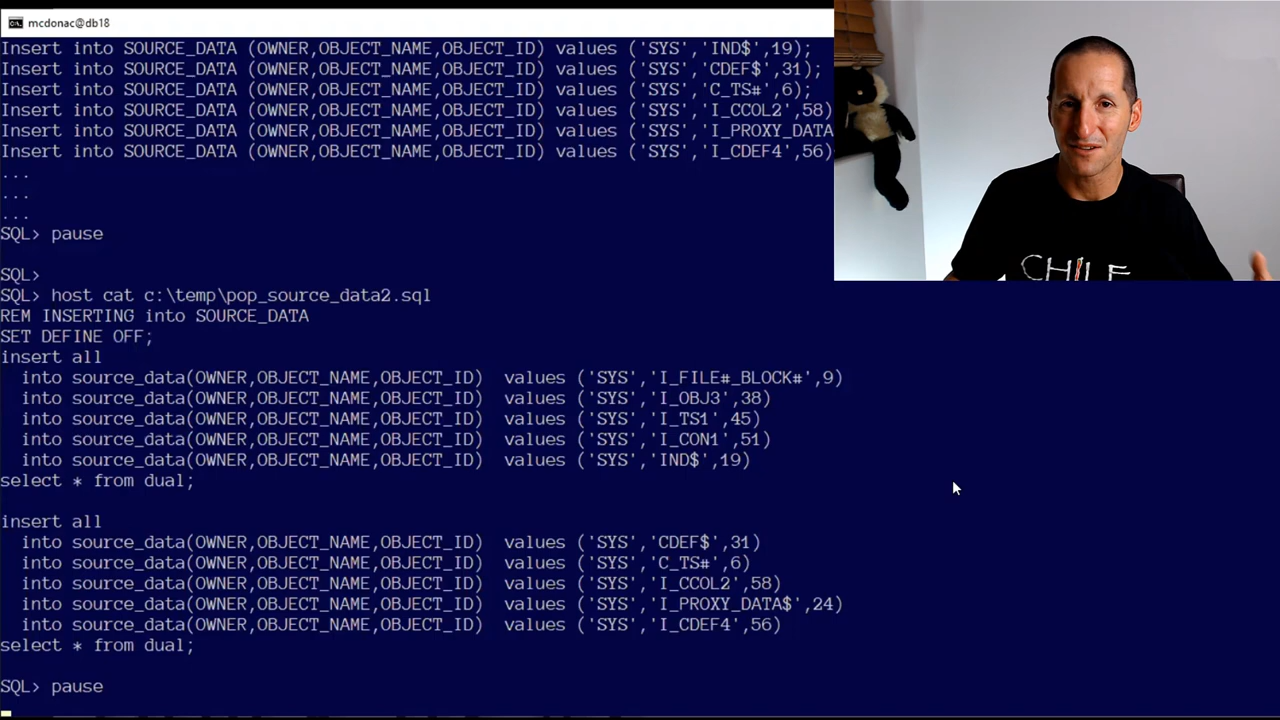 mcdonac@db18
Insert into SOURCE_DATA (OWNER,OBJECT_NAME,OBJECT_ID) values ('SYS','IND$',19);
Insert into SOURCE_DATA (OWNER,OBJECT_NAME,OBJECT_ID) values ('SYS','CDEF$',31);
Insert into SOURCE_DATA (OWNER,OBJECT_NAME,OBJECT_ID) values ('SYS','C_TS#',6);
Insert into SOURCE_DATA (OWNER,OBJECT_NAME,OBJECT_ID) values ('SYS','I_CCOL2',58)
Insert into SOURCE_DATA (OWNER,OBJECT_NAME,OBJECT_ID) values ('SYS','I_PROXY_DATA
Insert into SOURCE_DATA (OWNER,OBJECT_NAME,OBJECT_ID) values ('SYS','I_CDEF4',56)
...
...
...
SQL> pause
SQL>
SQL> host cat c:\temp\pop_source_data2.sql
REM INSERTING into SOURCE_DATA
SET DEFINE OFF;
insert all
into source_data(OWNER,OBJECT_NAME,OBJECT_ID) values ('SYS','I_FILE#_BLOCK#',9)
into source_data(OWNER,OBJECT_NAME,OBJECT_ID) values ('SYS','I_OBJ3',38)
into source_data(OWNER,OBJECT_NAME,OBJECT_ID) values ('SYS','I_TS1',45)
into source_data(OWNER,OBJECT_NAME,OBJECT_ID) values ('SYS','I_CON1',51)
into source_data(OWNER,OBJECT_NAME,OBJECT_ID) values ('SYS','IND$',19)
select * from dual;
insert all
into source_data(OWNER,OBJECT_NAME,OBJECT_ID) values ('SYS','CDEF$',31)
into source_data(OWNER,OBJECT_NAME,OBJECT_ID) values ('SYS','C_TS#',6)
into source_data(OWNER,OBJECT_NAME,OBJECT_ID) values ('SYS','I_CCOL2',58)
into source_data(OWNER,OBJECT_NAME,OBJECT_ID) values ('SYS','I_PROXY_DATA$',24)
into source_data(OWNER,OBJECT_NAME,OBJECT_ID) values ('SYS','I_CDEF4',56)
select * from dual;
SQL> pause
CHILE